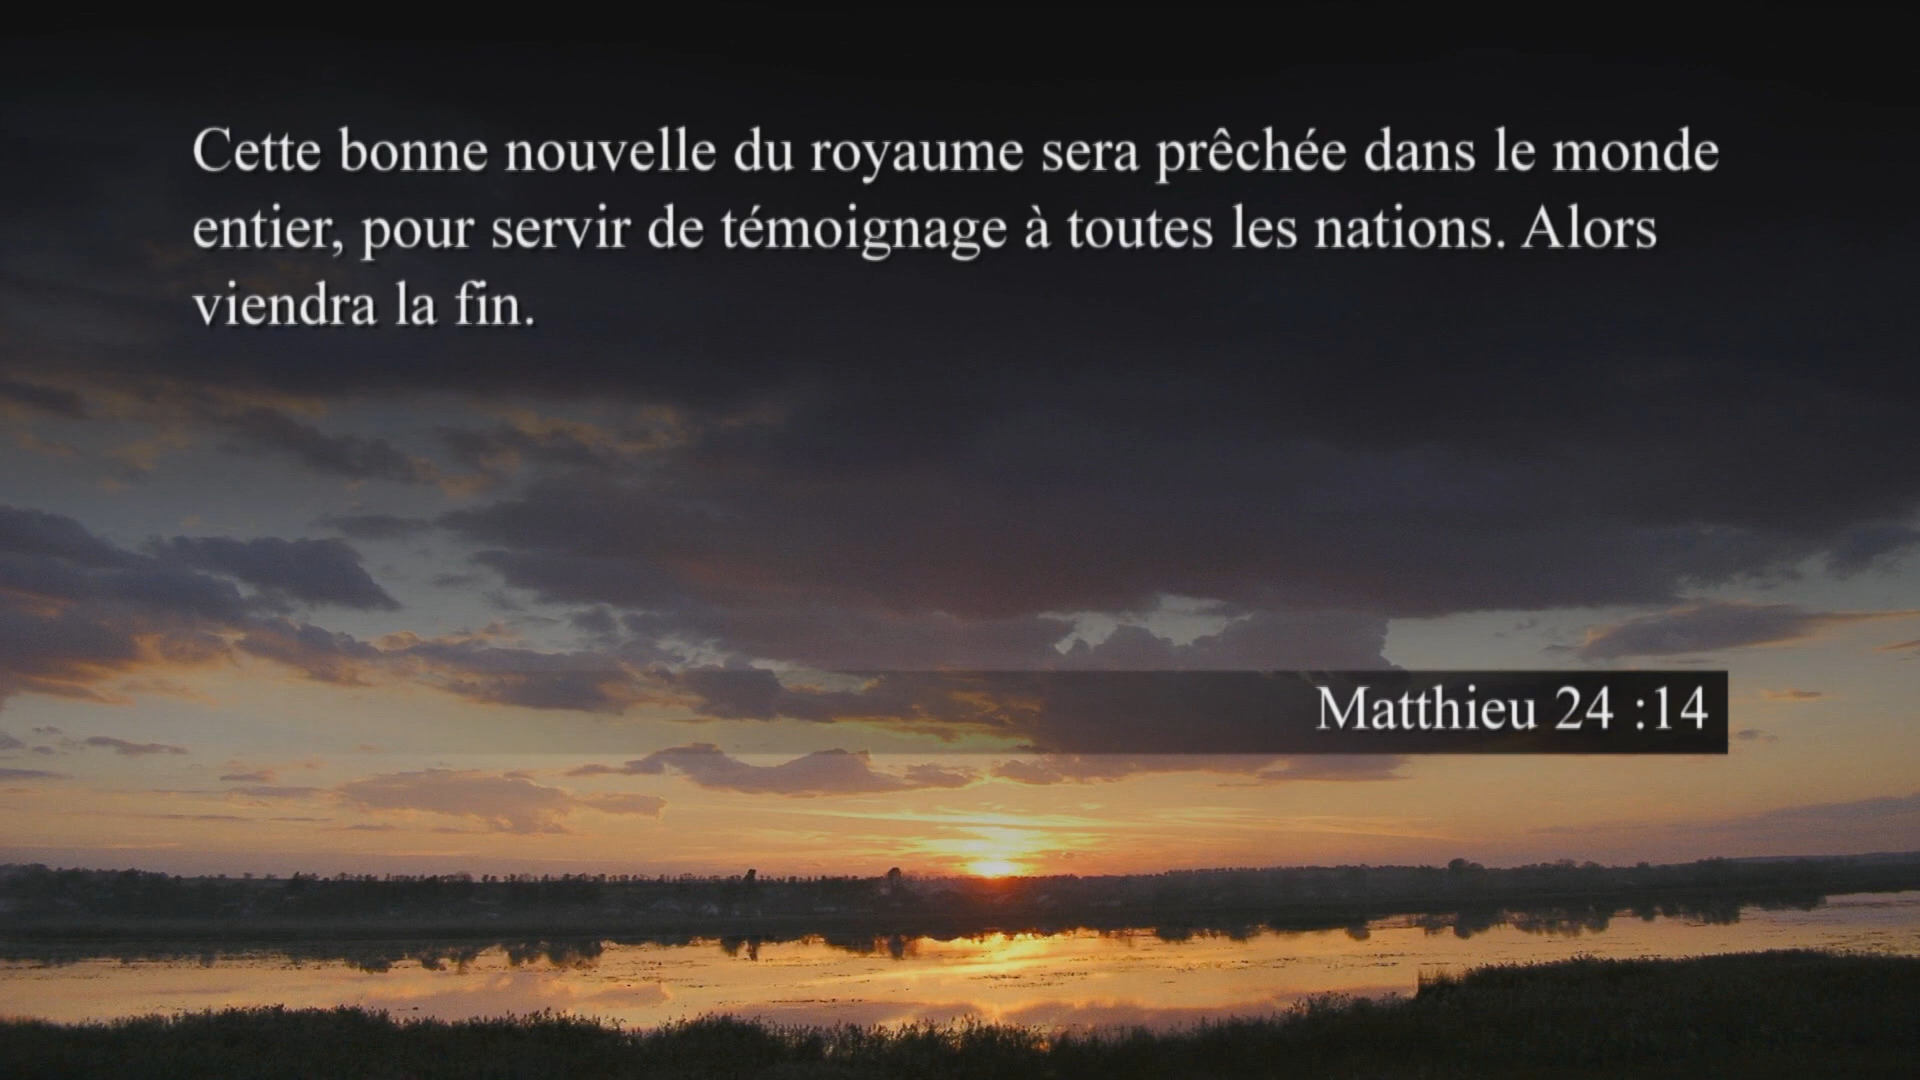 Cette bonne nouvelle du royaume sera prêchée dans le monde
entier, pour servir de témoignage à toutes les nations. Alors
viendra la fin.
Matthieu 24 :14